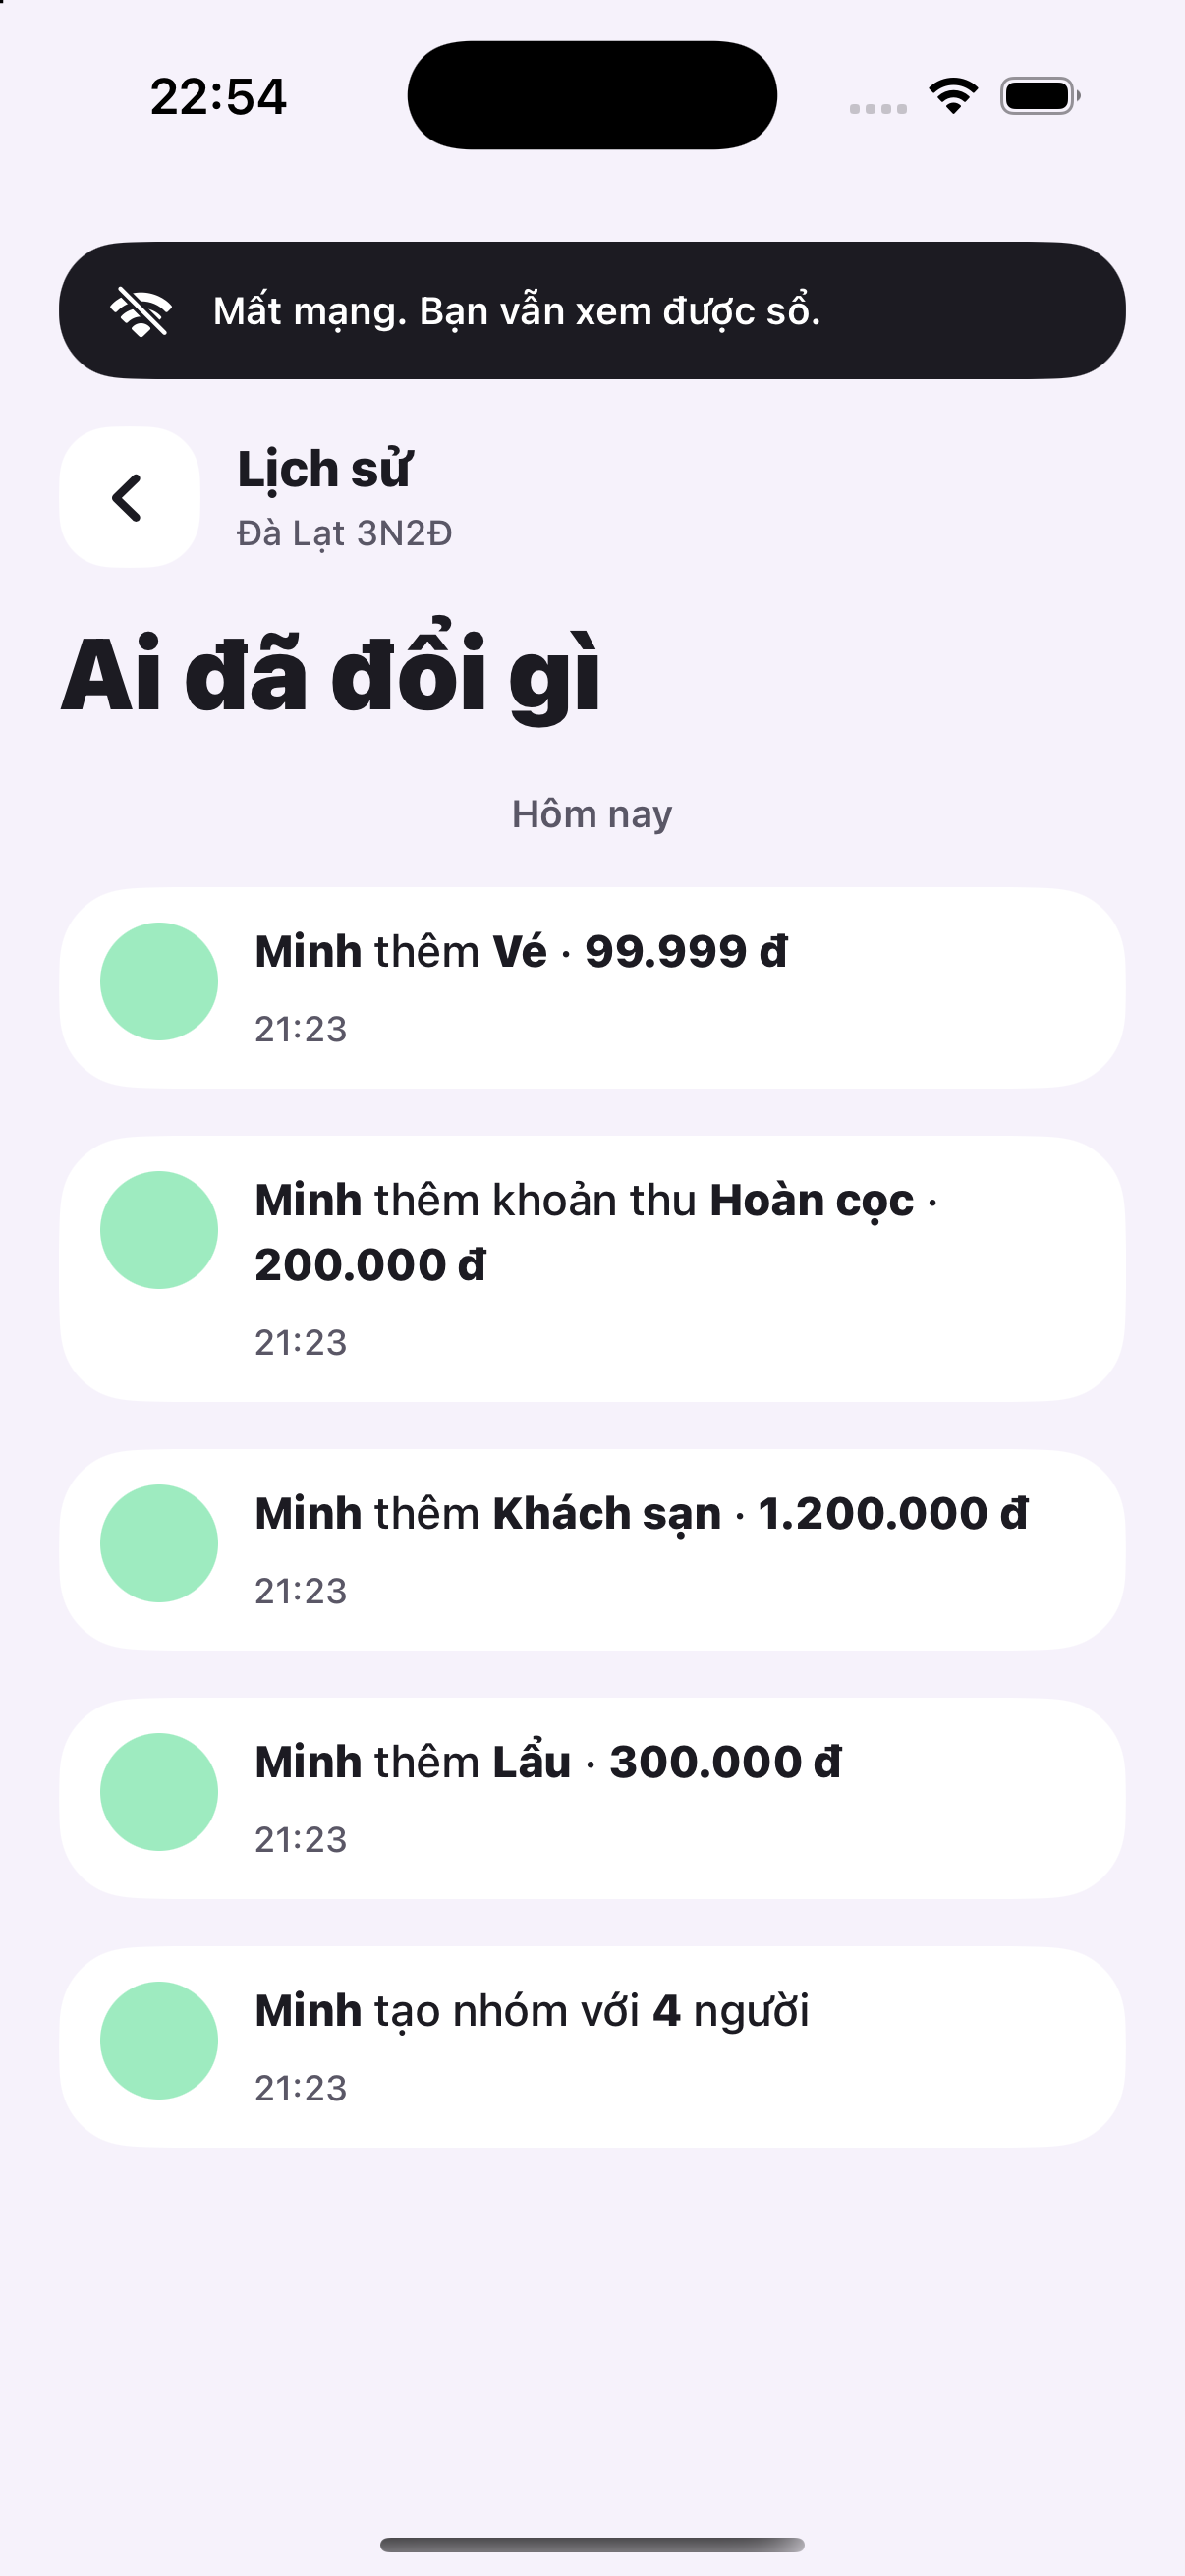 22:54
Mất mạng. Bạn vẫn xem được sổ.
Lịch sử
Đà Lạt 3N2Đ
Ai đã đổi gì
Hôm nay
Minh thêm Vé · 99.999 đ
21:23
Minh thêm khoản thu Hoàn cọc ·
200.000 đ
21:23
Minh thêm Khách sạn · 1.200.000 đ
21:23
Minh thêm Lẩu · 300.000 đ
21:23
Minh tạo nhóm với 4 người
21:23